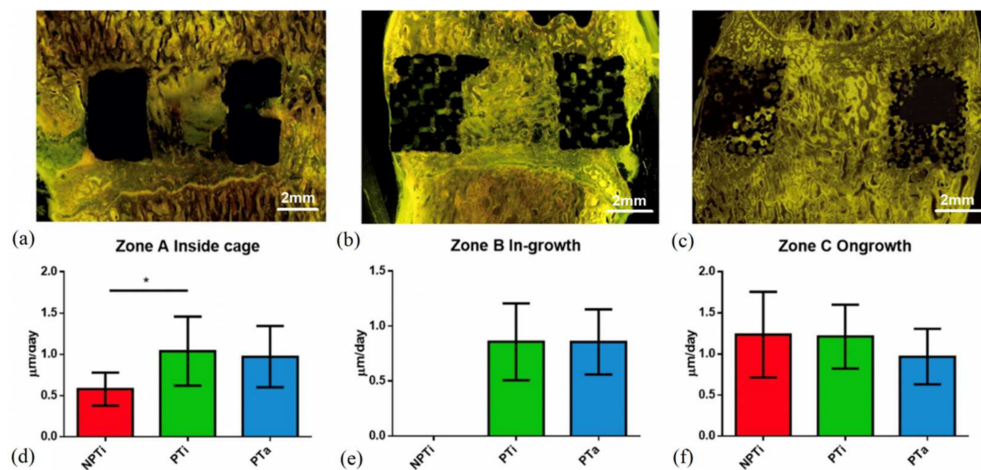 2mm
2mm
2mm
(a)
(b)
(c)
Zone A Inside cage
Zone B In-growth
Zone C Ongrowth
2.0
1.5
1.0
0.5
0.0
μm/day
*
NPTi
PTi
PTa
(d)
1.5
1.0
0.5
0.0
μm/day
NPTi
PTi
PTa
(e)
2.0
1.5
1.0
0.5
0.0
μm/day
NPTi
PTi
PTa
(f)